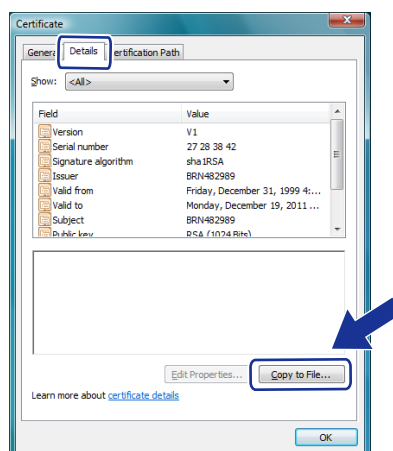 Certificate
General Details Certification Path
Show: <All>
Field Value
Version V1
Serial number 27 28 38 42
Signature algorithm sha1RSA
Issuer BRN482989
Valid from Friday, December 31, 1999 4:...
Valid to Monday, December 19, 2011 ...
Subject BRN482989
Public key RSA (1024 Bits)
Edit Properties... Copy to File...
Learn more about certificate details
OK